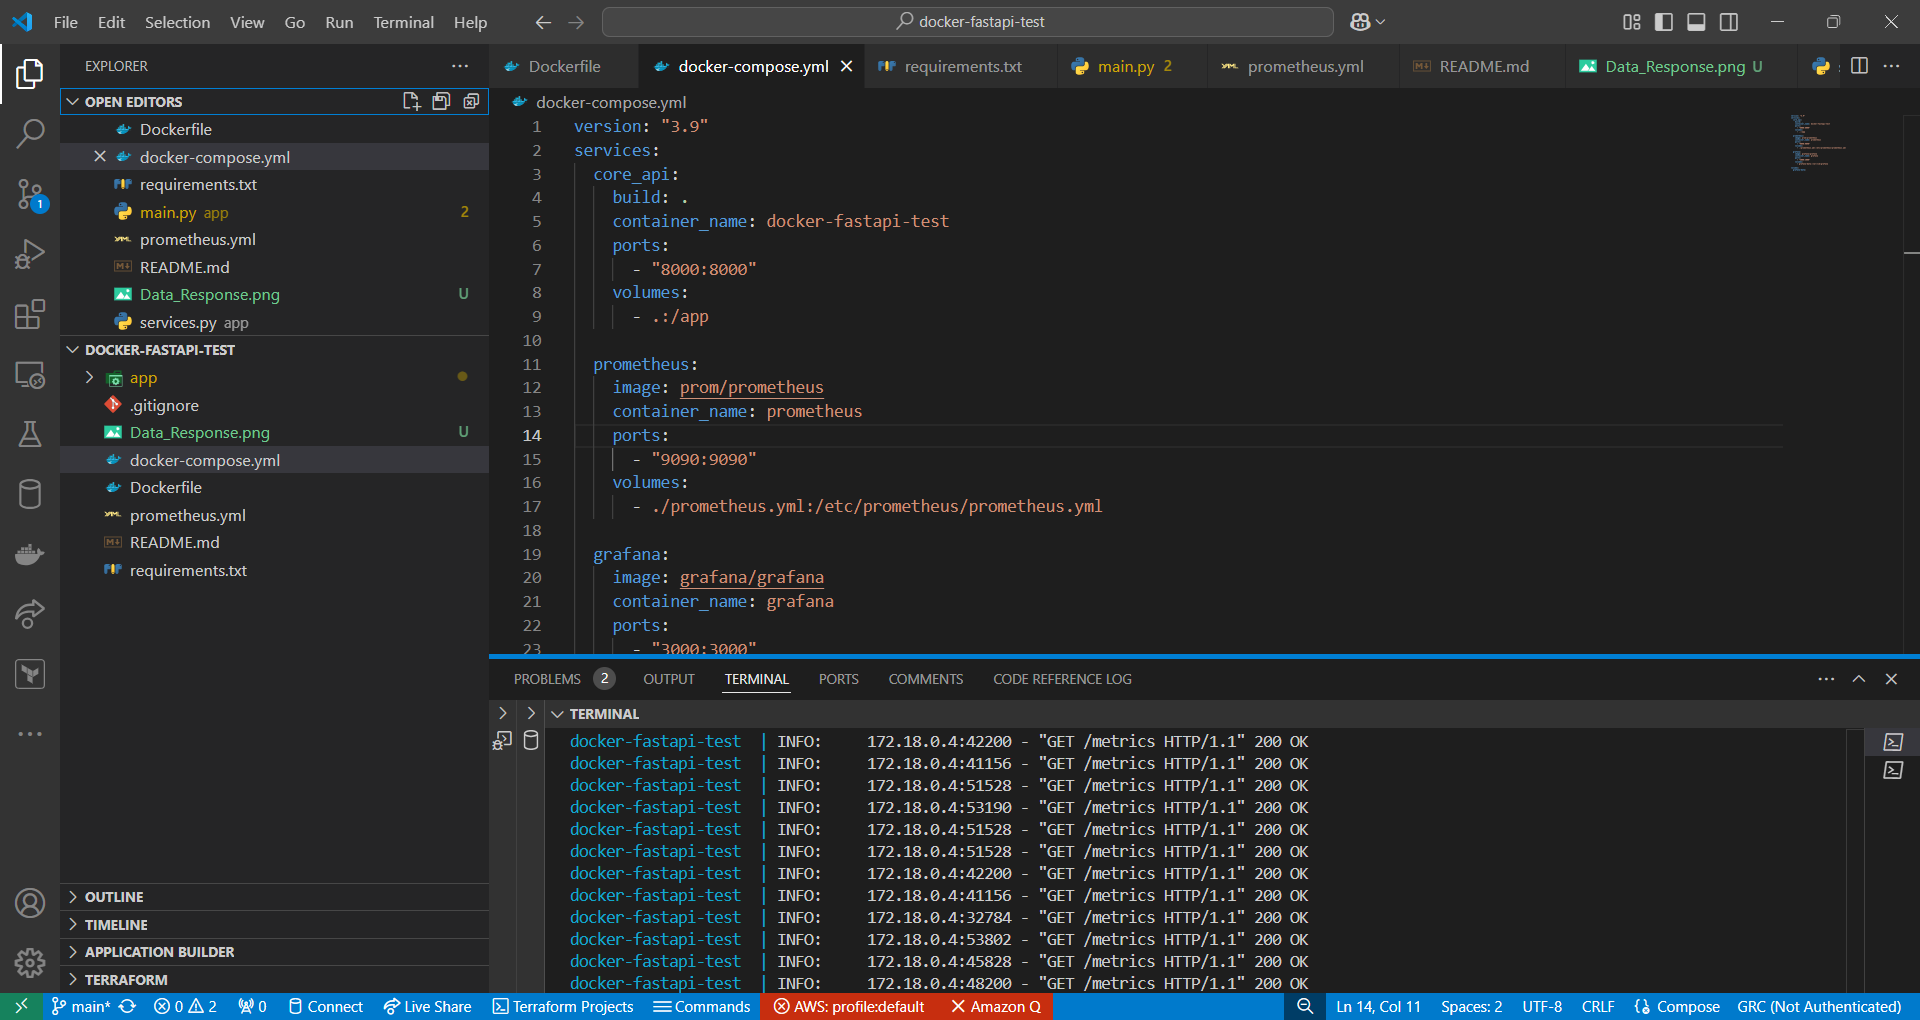 File Edit Selection View Go Run Terminal Help
docker-fastapi-test
EXPLORER
OPEN EDITORS
Dockerfile
docker-compose.yml
requirements.txt
main.py app 2
prometheus.yml
README.md
Data_Response.png U
services.py app
DOCKER-FASTAPI-TEST
app
.gitignore
Data_Response.png U
docker-compose.yml
Dockerfile
prometheus.yml
README.md
requirements.txt
OUTLINE
TIMELINE
APPLICATION BUILDER
TERRAFORM
1
Dockerfile docker-compose.yml requirements.txt main.py 2 prometheus.yml README.md Data_Response.png U
docker-compose.yml
1 version: "3.9"
2 services:
3 core_api:
4 build: .
5 container_name: docker-fastapi-test
6 ports:
7 - "8000:8000"
8 volumes:
9 - .:/app
10
11 prometheus:
12 image: prom/prometheus
13 container_name: prometheus
14 ports:
15 - "9090:9090"
16 volumes:
17 - ./prometheus.yml:/etc/prometheus/prometheus.yml
18
19 grafana:
20 image: grafana/grafana
21 container_name: grafana
22 ports:
23 - "3000:3000"
PROBLEMS 2 OUTPUT TERMINAL PORTS COMMENTS CODE REFERENCE LOG
TERMINAL
docker-fastapi-test | INFO: 172.18.0.4:42200 - "GET /metrics HTTP/1.1" 200 OK
docker-fastapi-test | INFO: 172.18.0.4:41156 - "GET /metrics HTTP/1.1" 200 OK
docker-fastapi-test | INFO: 172.18.0.4:51528 - "GET /metrics HTTP/1.1" 200 OK
docker-fastapi-test | INFO: 172.18.0.4:53190 - "GET /metrics HTTP/1.1" 200 OK
docker-fastapi-test | INFO: 172.18.0.4:51528 - "GET /metrics HTTP/1.1" 200 OK
docker-fastapi-test | INFO: 172.18.0.4:51528 - "GET /metrics HTTP/1.1" 200 OK
docker-fastapi-test | INFO: 172.18.0.4:42200 - "GET /metrics HTTP/1.1" 200 OK
docker-fastapi-test | INFO: 172.18.0.4:41156 - "GET /metrics HTTP/1.1" 200 OK
docker-fastapi-test | INFO: 172.18.0.4:32784 - "GET /metrics HTTP/1.1" 200 OK
docker-fastapi-test | INFO: 172.18.0.4:53802 - "GET /metrics HTTP/1.1" 200 OK
docker-fastapi-test | INFO: 172.18.0.4:45828 - "GET /metrics HTTP/1.1" 200 OK
docker-fastapi-test | INFO: 172.18.0.4:48200 - "GET /metrics HTTP/1.1" 200 OK
main* 0 2 0 Connect Live Share Terraform Projects Commands AWS: profile:default Amazon Q Ln 14, Col 11 Spaces: 2 UTF-8 CRLF Compose GRC (Not Authenticated)